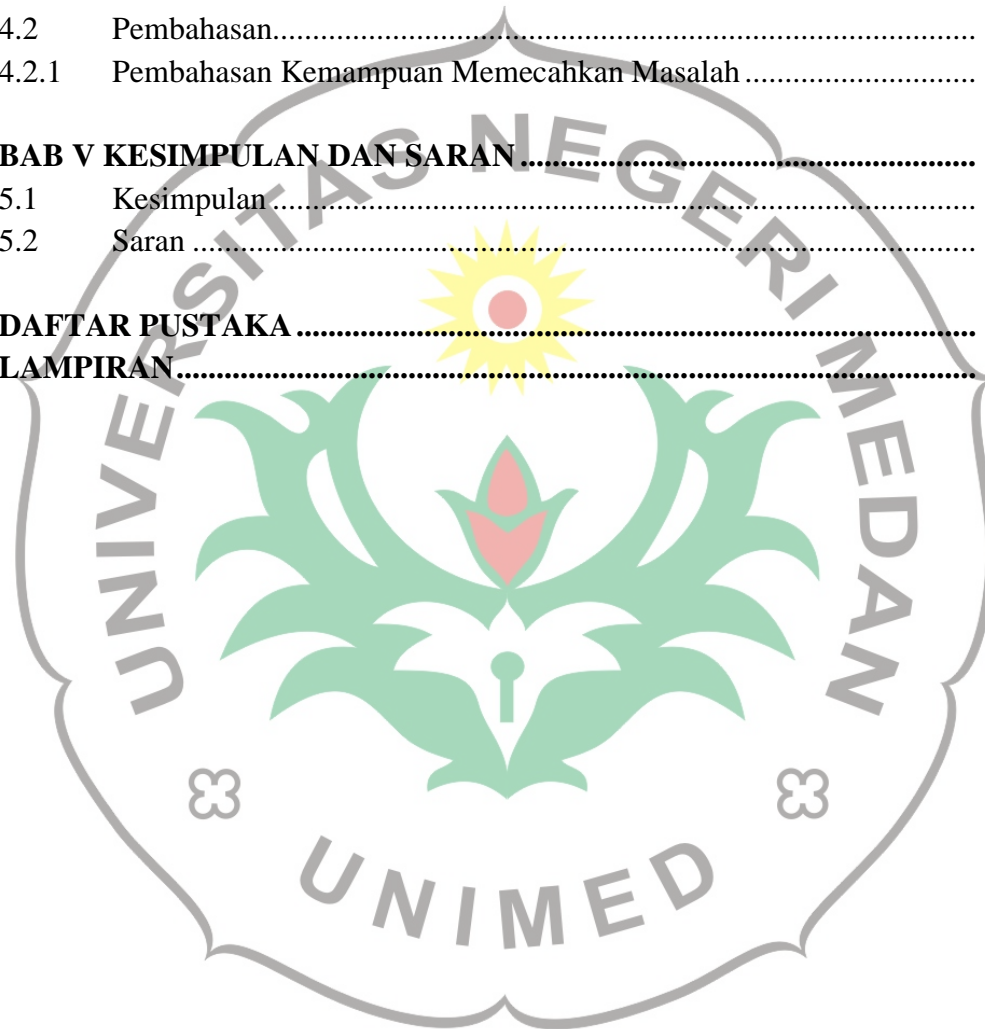 4.2 Pembahasan..........................................................................................
4.2.1 Pembahasan Kemampuan Memecahkan Masalah .............................
BAB V KESIMPULAN DAN SARAN.........................................................
5.1 Kesimpulan ..........................................................................................
5.2 Saran ...................................................................................................
DAFTAR PUSTAKA .....................................................................................
LAMPIRAN....................................................................................................
UNIVERSITAS NEGERI MEDAN
UNIMED